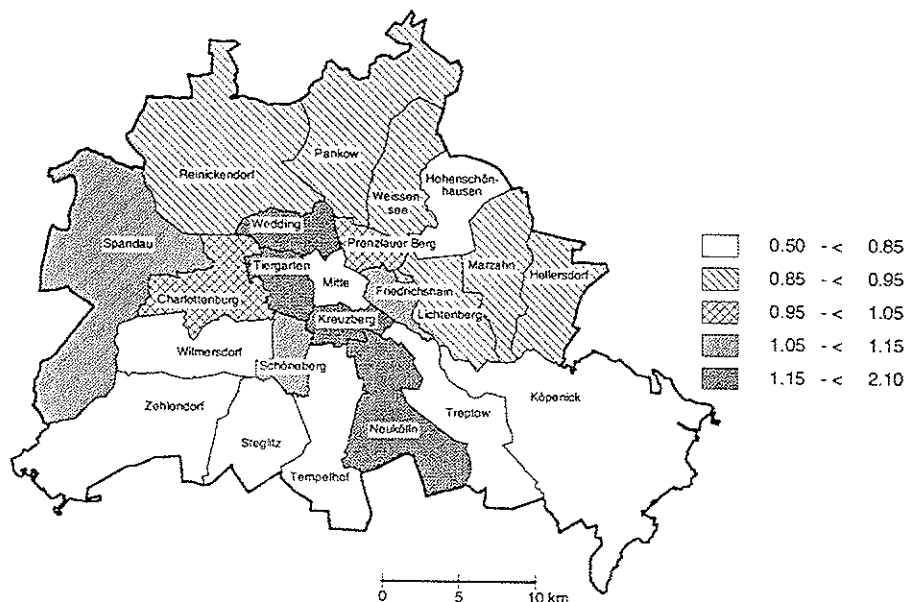 Reinickendorf
Pankow
Weissen-
see
Hohenschön-
hausen
Spandau
Wedding
Prenzlauer Berg
Tiergarten
Mitte
Marzahn
Hellersdorf
Charlottenburg
Friedrichshain
Lichtenberg
Kreuzberg
Wilmersdorf
Schöneberg
Zehlendorf
Steglitz
Tempelhof
Neukölln
Treptow
Köpenick
0.50 - < 0.85
0.85 - < 0.95
0.95 - < 1.05
1.05 - < 1.15
1.15 - < 2.10
0 5 10 km